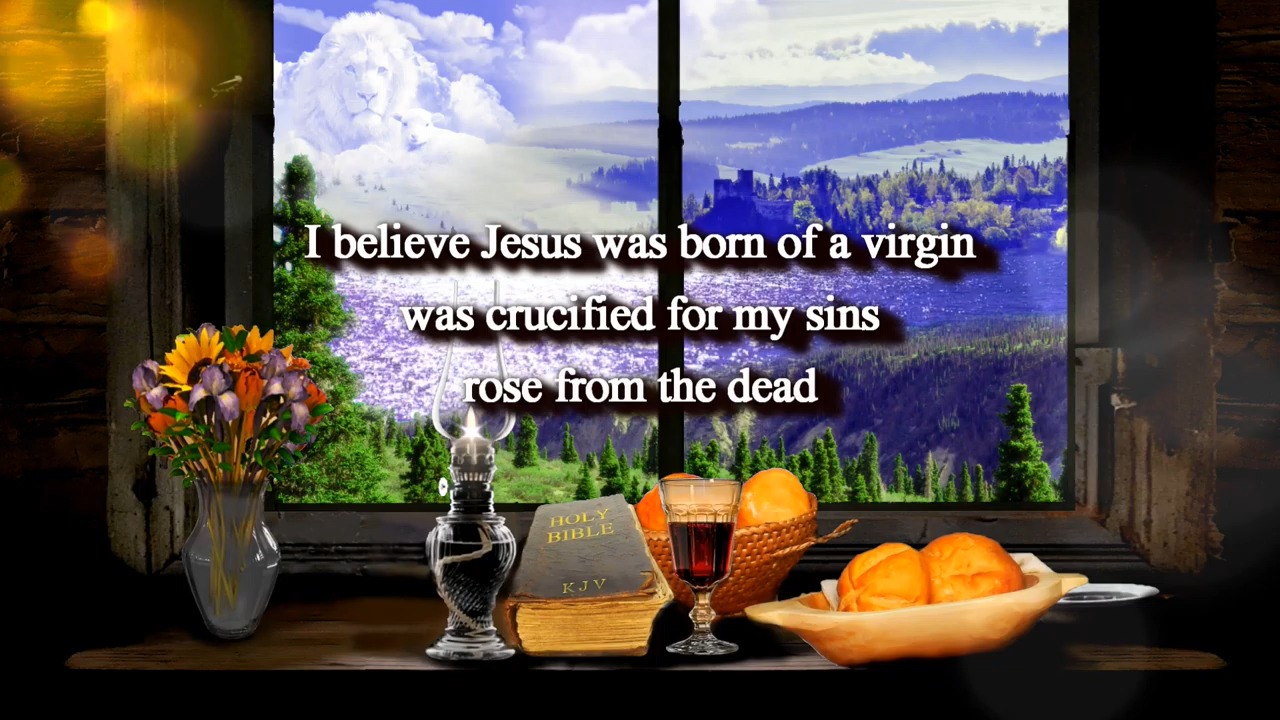 I believe Jesus was born of a virgin
was crucified for my sins
rose from the dead
HOLY
BIBLE
KJV